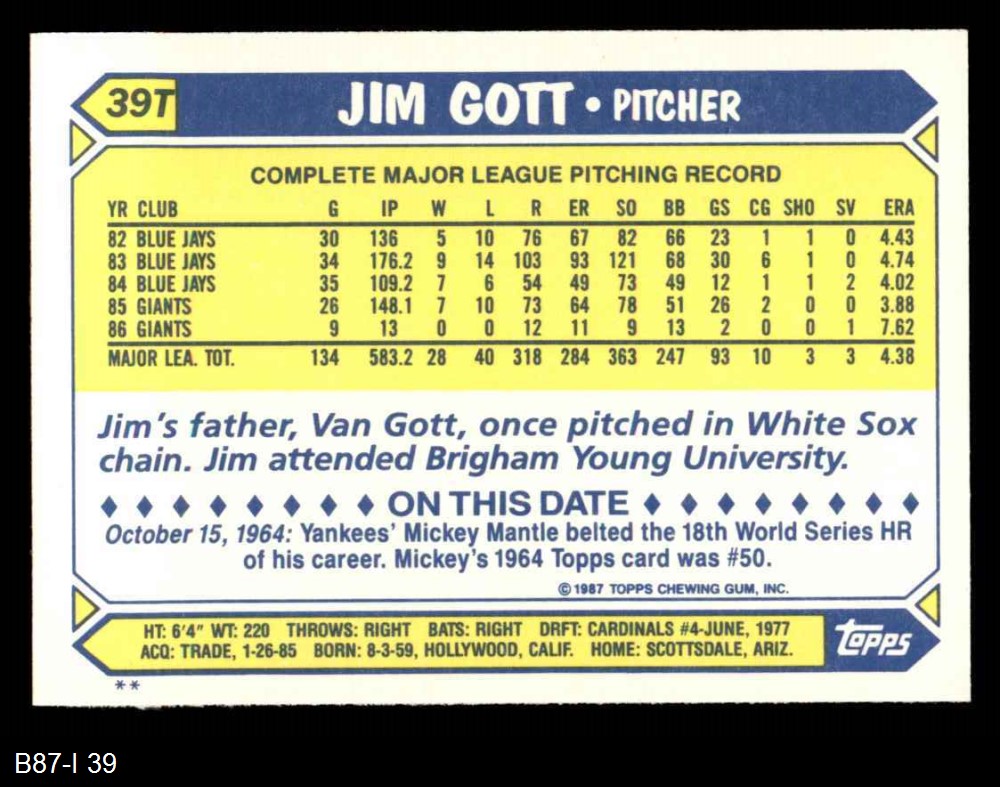 39T
JIM GOTT • PITCHER
COMPLETE MAJOR LEAGUE PITCHING RECORD
YR CLUB G IP W L R ER SO BB GS CG SHO SV ERA
82 BLUE JAYS 30 136 5 10 76 67 82 66 23 1 1 0 4.43
83 BLUE JAYS 34 176.2 9 14 103 93 121 68 30 6 1 0 4.74
84 BLUE JAYS 35 109.2 7 6 54 49 73 49 12 1 1 2 4.02
85 GIANTS 26 148.1 7 10 73 64 78 51 26 2 0 0 3.88
86 GIANTS 9 13 0 0 12 11 9 13 2 0 0 1 7.62
MAJOR LEA. TOT. 134 583.2 28 40 318 284 363 247 93 10 3 3 4.38
Jim's father, Van Gott, once pitched in White Sox
chain. Jim attended Brigham Young University.
♦ ♦ ♦ ♦ ♦ ♦ ♦ ♦ ON THIS DATE ♦ ♦ ♦ ♦ ♦ ♦ ♦ ♦
October 15, 1964: Yankees' Mickey Mantle belted the 18th World Series HR
of his career. Mickey's 1964 Topps card was #50.
© 1987 TOPPS CHEWING GUM, INC.
HT: 6'4" WT: 220 THROWS: RIGHT BATS: RIGHT DRFT: CARDINALS #4-JUNE, 1977
ACQ: TRADE, 1-26-85 BORN: 8-3-59, HOLLYWOOD, CALIF. HOME: SCOTTSDALE, ARIZ.
topps
**
B87-I 39